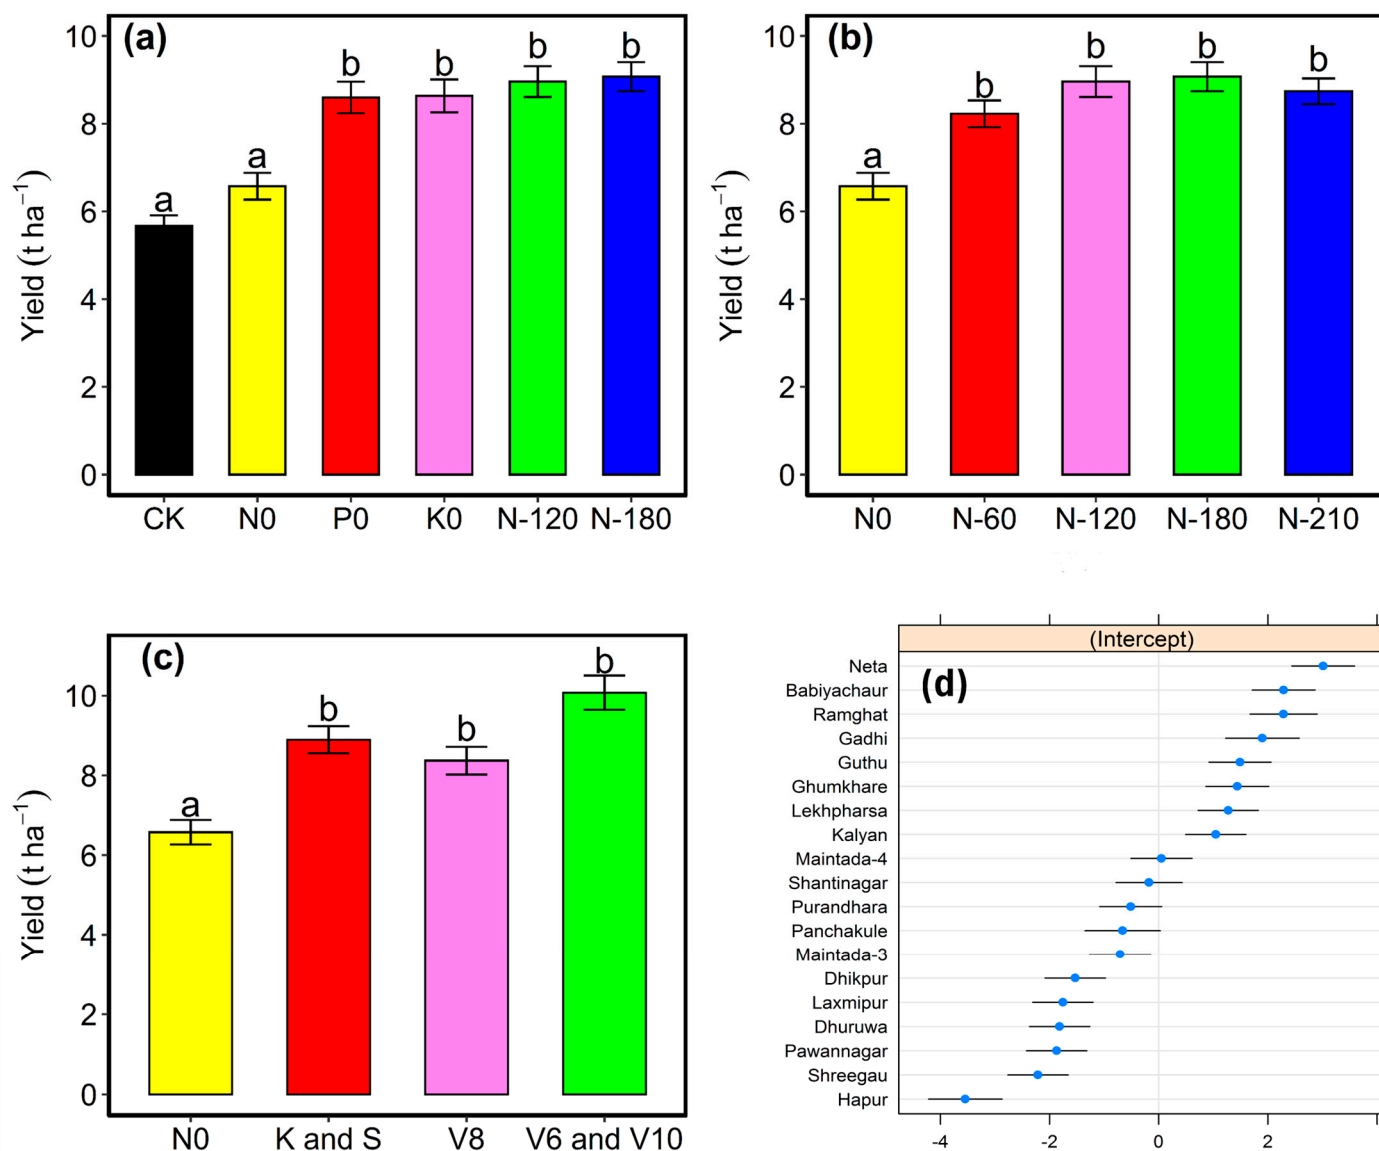 (a)
Yield (t ha⁻¹)
10
8
6
4
2
0
a
a
b
b
b
b
CK N0 P0 K0 N-120 N-180
(b)
Yield (t ha⁻¹)
10
8
6
4
2
0
a
b
b
b
b
N0 N-60 N-120 N-180 N-210
(c)
Yield (t ha⁻¹)
10
8
6
4
2
0
a
b
b
b
N0 K and S V8 V6 and V10
(Intercept)
(d)
Neta
Babiyachaur
Ramghat
Gadhi
Guthu
Ghumkhare
Lekhpharsa
Kalyan
Maintada-4
Shantinagar
Purandhara
Panchakule
Maintada-3
Dhikpur
Laxmipur
Dhuruwa
Pawannagar
Shreegau
Hapur
-4 -2 0 2